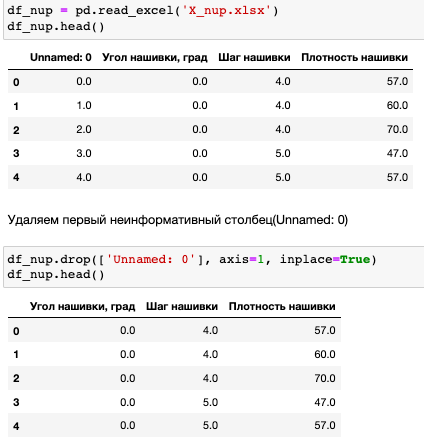 df_nup = pd.read_excel('X_nup.xlsx')
df_nup.head()
Unnamed: 0 Угол нашивки, град Шаг нашивки Плотность нашивки
0 0.0 0.0 4.0 57.0
1 1.0 0.0 4.0 60.0
2 2.0 0.0 4.0 70.0
3 3.0 0.0 5.0 47.0
4 4.0 0.0 5.0 57.0
Удаляем первый неинформативный столбец(Unnamed: 0)
df_nup.drop(['Unnamed: 0'], axis=1, inplace=True)
df_nup.head()
Угол нашивки, град Шаг нашивки Плотность нашивки
0 0.0 4.0 57.0
1 0.0 4.0 60.0
2 0.0 4.0 70.0
3 0.0 5.0 47.0
4 0.0 5.0 57.0